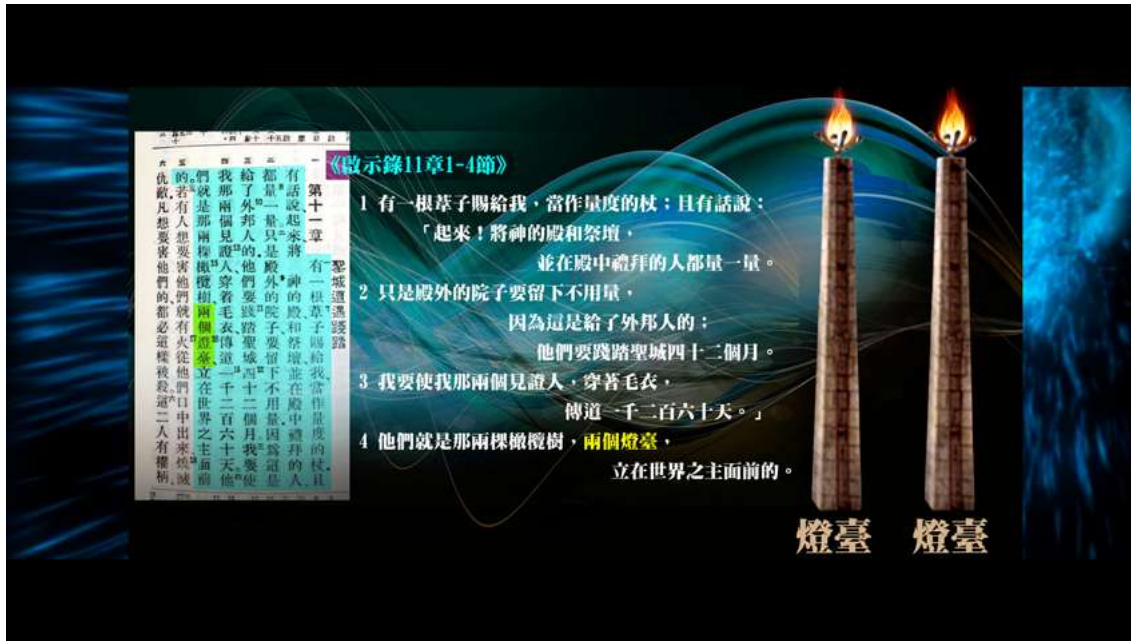 第十一章
聖城遭遇踐踏
有一根葦子賜給我、當作量度的杖.且
有話說、起來、將神的殿、和祭壇、並在殿中禮拜的人、
都量一量.只是殿外的院子要留下不用量.因爲這是
給了外邦人的、他們要踐踏聖城四十二個月.我要使
我那兩個見證人、穿着毛衣、傳道一千二百六十天。他
們就是那兩棵橄欖樹、兩個燈臺、立在世界之主面前
的。若有人想要害他們、就有火從他們口中出來、燒滅
仇敵.凡想要害他們的、都必這樣被殺。這二人有權柄、
《啟示錄11章1-4節》
1 有一根葦子賜給我，當作量度的杖；且有話說：
「起來！將神的殿和祭壇，
並在殿中禮拜的人都量一量。
2 只是殿外的院子要留下不用量，
因為這是給了外邦人的；
他們要踐踏聖城四十二個月。
3 我要使我那兩個見證人，穿著毛衣，
傳道一千二百六十天。」
4 他們就是那兩棵橄欖樹，兩個燈臺，
立在世界之主面前的。
燈臺 燈臺